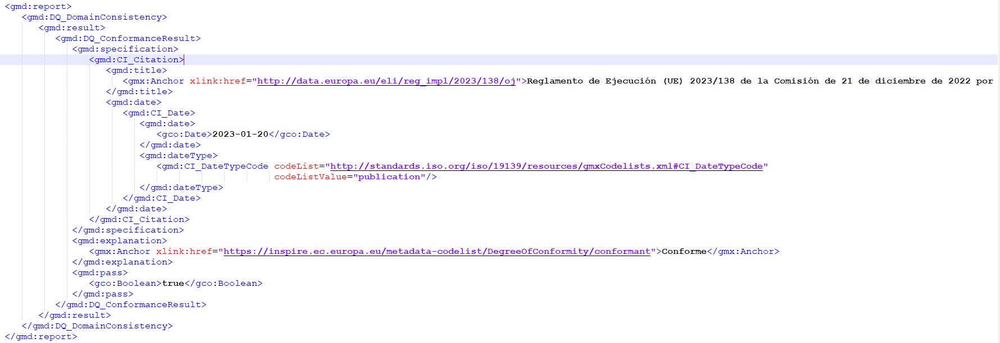 <gmd:report>
<gmd:DQ_DomainConsistency>
<gmd:result>
<gmd:DQ_ConformanceResult>
<gmd:specification>
<gmd:CI_Citation>
<gmd:title>
<gmx:Anchor xlink:href="http://data.europa.eu/eli/reg_impl/2023/138/oj">Reglamento de Ejecución (UE) 2023/138 de la Comisión de 21 de diciembre de 2022 por
</gmd:title>
<gmd:date>
<gmd:CI_Date>
<gmd:date>
<gco:Date>2023-01-20</gco:Date>
</gmd:date>
<gmd:dateType>
<gmd:CI_DateTypeCode codeList="http://standards.iso.org/iso/19139/resources/gmxCodelists.xml#CI_DateTypeCode"
codeListValue="publication"/>
</gmd:dateType>
</gmd:CI_Date>
</gmd:date>
</gmd:CI_Citation>
</gmd:specification>
<gmd:explanation>
<gmx:Anchor xlink:href="https://inspire.ec.europa.eu/metadata-codelist/DegreeOfConformity/conformant">Conforme</gmx:Anchor>
</gmd:explanation>
<gmd:pass>
<gco:Boolean>true</gco:Boolean>
</gmd:pass>
</gmd:DQ_ConformanceResult>
</gmd:result>
</gmd:DQ_DomainConsistency>
</gmd:report>